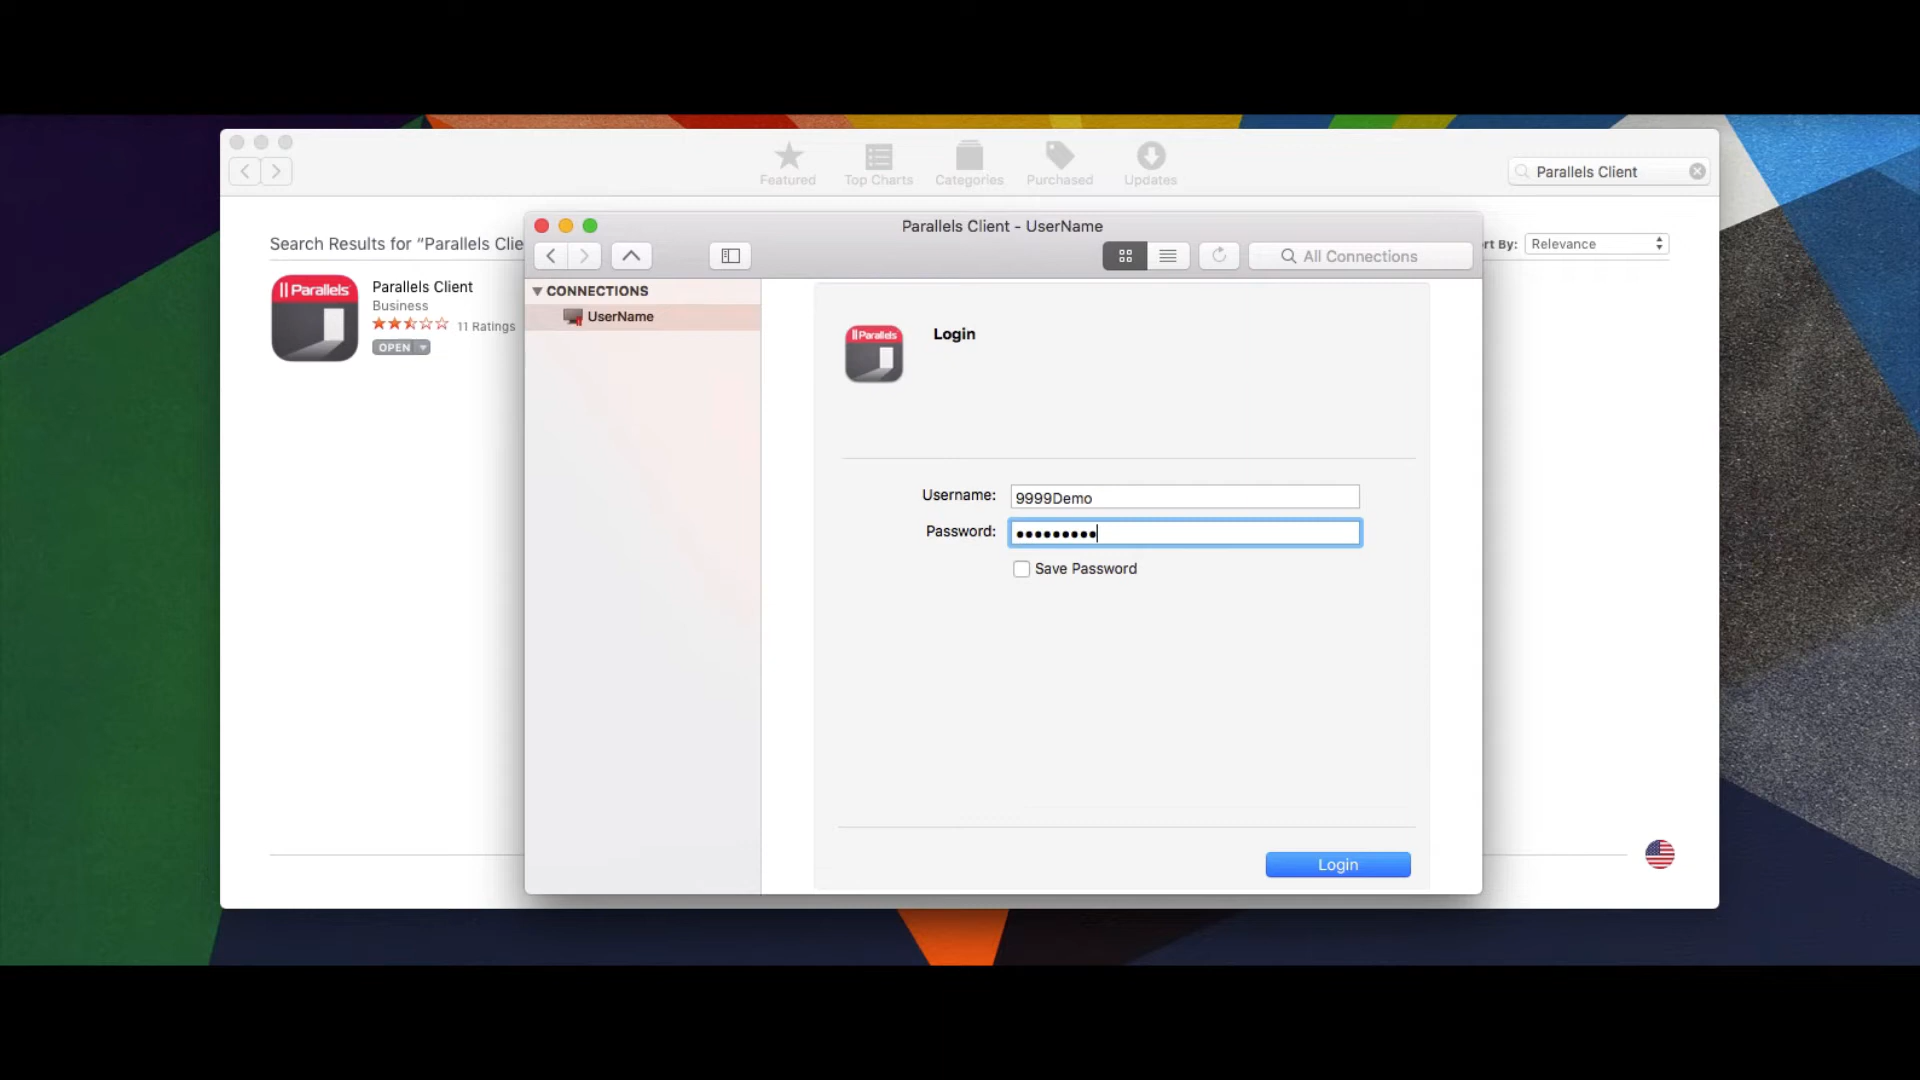 Featured
Top Charts
Categories
Purchased
Updates
Parallels Client
Search Results for “Parallels Clie
rt By:
Relevance
Parallels
Parallels Client
Business
11 Ratings
OPEN
Parallels Client - UserName
All Connections
CONNECTIONS
UserName
Parallels
Login
Username:
9999Demo
Password:
•••••••••
Save Password
Login